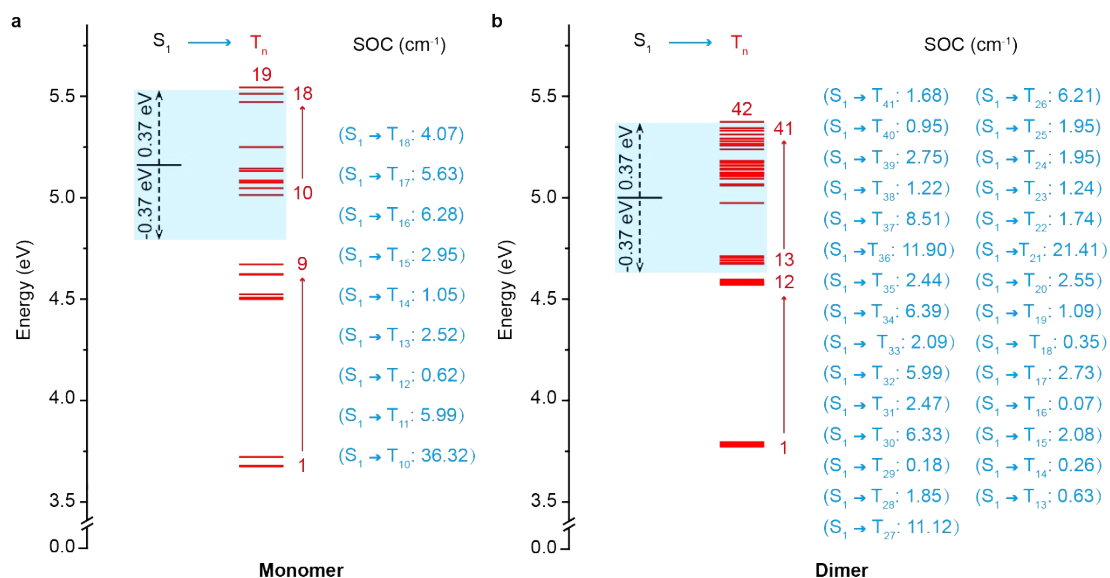 a
S₁ → Tₙ
SOC (cm⁻¹)
19
18
10
9
1
0.37 eV
-0.37 eV
(S₁ → T₁₈: 4.07)
(S₁ → T₁₇: 5.63)
(S₁ → T₁₆: 6.28)
(S₁ → T₁₅: 2.95)
(S₁ → T₁₄: 1.05)
(S₁ → T₁₃: 2.52)
(S₁ → T₁₂: 0.62)
(S₁ → T₁₁: 5.99)
(S₁ → T₁₀: 36.32)
Energy (eV)
5.5
5.0
4.5
4.0
3.5
0.0
Monomer
b
S₁ → Tₙ
SOC (cm⁻¹)
42
41
13
12
1
0.37 eV
-0.37 eV
(S₁ → T₄₁: 1.68)
(S₁ → T₄₀: 0.95)
(S₁ → T₃₉: 2.75)
(S₁ → T₃₈: 1.22)
(S₁ → T₃₇: 8.51)
(S₁ → T₃₆: 11.90)
(S₁ → T₃₅: 2.44)
(S₁ → T₃₄: 6.39)
(S₁ → T₃₃: 2.09)
(S₁ → T₃₂: 5.99)
(S₁ → T₃₁: 2.47)
(S₁ → T₃₀: 6.33)
(S₁ → T₂₉: 0.18)
(S₁ → T₂₈: 1.85)
(S₁ → T₂₇: 11.12)
(S₁ → T₂₆: 6.21)
(S₁ → T₂₅: 1.95)
(S₁ → T₂₄: 1.95)
(S₁ → T₂₃: 1.24)
(S₁ → T₂₂: 1.74)
(S₁ → T₂₁: 21.41)
(S₁ → T₂₀: 2.55)
(S₁ → T₁₉: 1.09)
(S₁ → T₁₈: 0.35)
(S₁ → T₁₇: 2.73)
(S₁ → T₁₆: 0.07)
(S₁ → T₁₅: 2.08)
(S₁ → T₁₄: 0.26)
(S₁ → T₁₃: 0.63)
Energy (eV)
5.5
5.0
4.5
4.0
3.5
0.0
Dimer